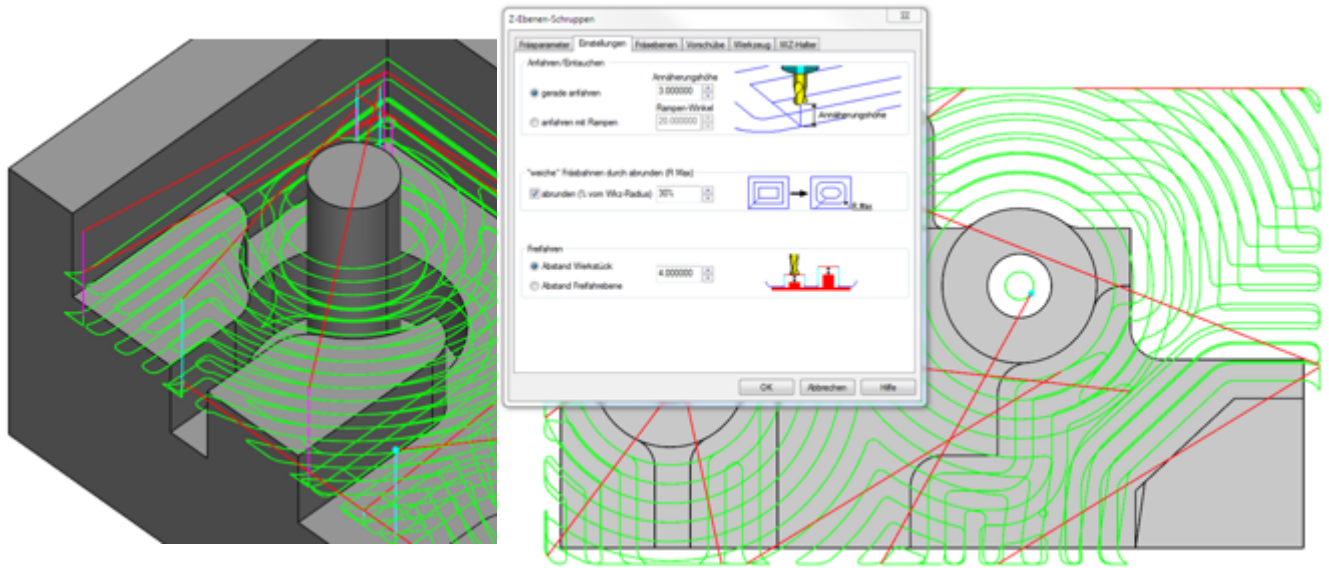 Z-Ebenen-Schruppen
Fräsparameter Einstellungen Fräsebenen Vorschübe Werkzeug WZ-Halter
Anfahren/Eintauchen
Annäherungshöhe
gerade anfahren 3.000000
Rampen-Winkel
anfahren mit Rampen 20.000000
Annäherungshöhe
"weiche" Fräsbahnen durch abrunden (R Max)
abrunden (% vom Wkz-Radius) 30%
R Max
Freifahren
Abstand Werkstück 4.000000
Abstand Freifahrebene
OK Abbrechen Hilfe